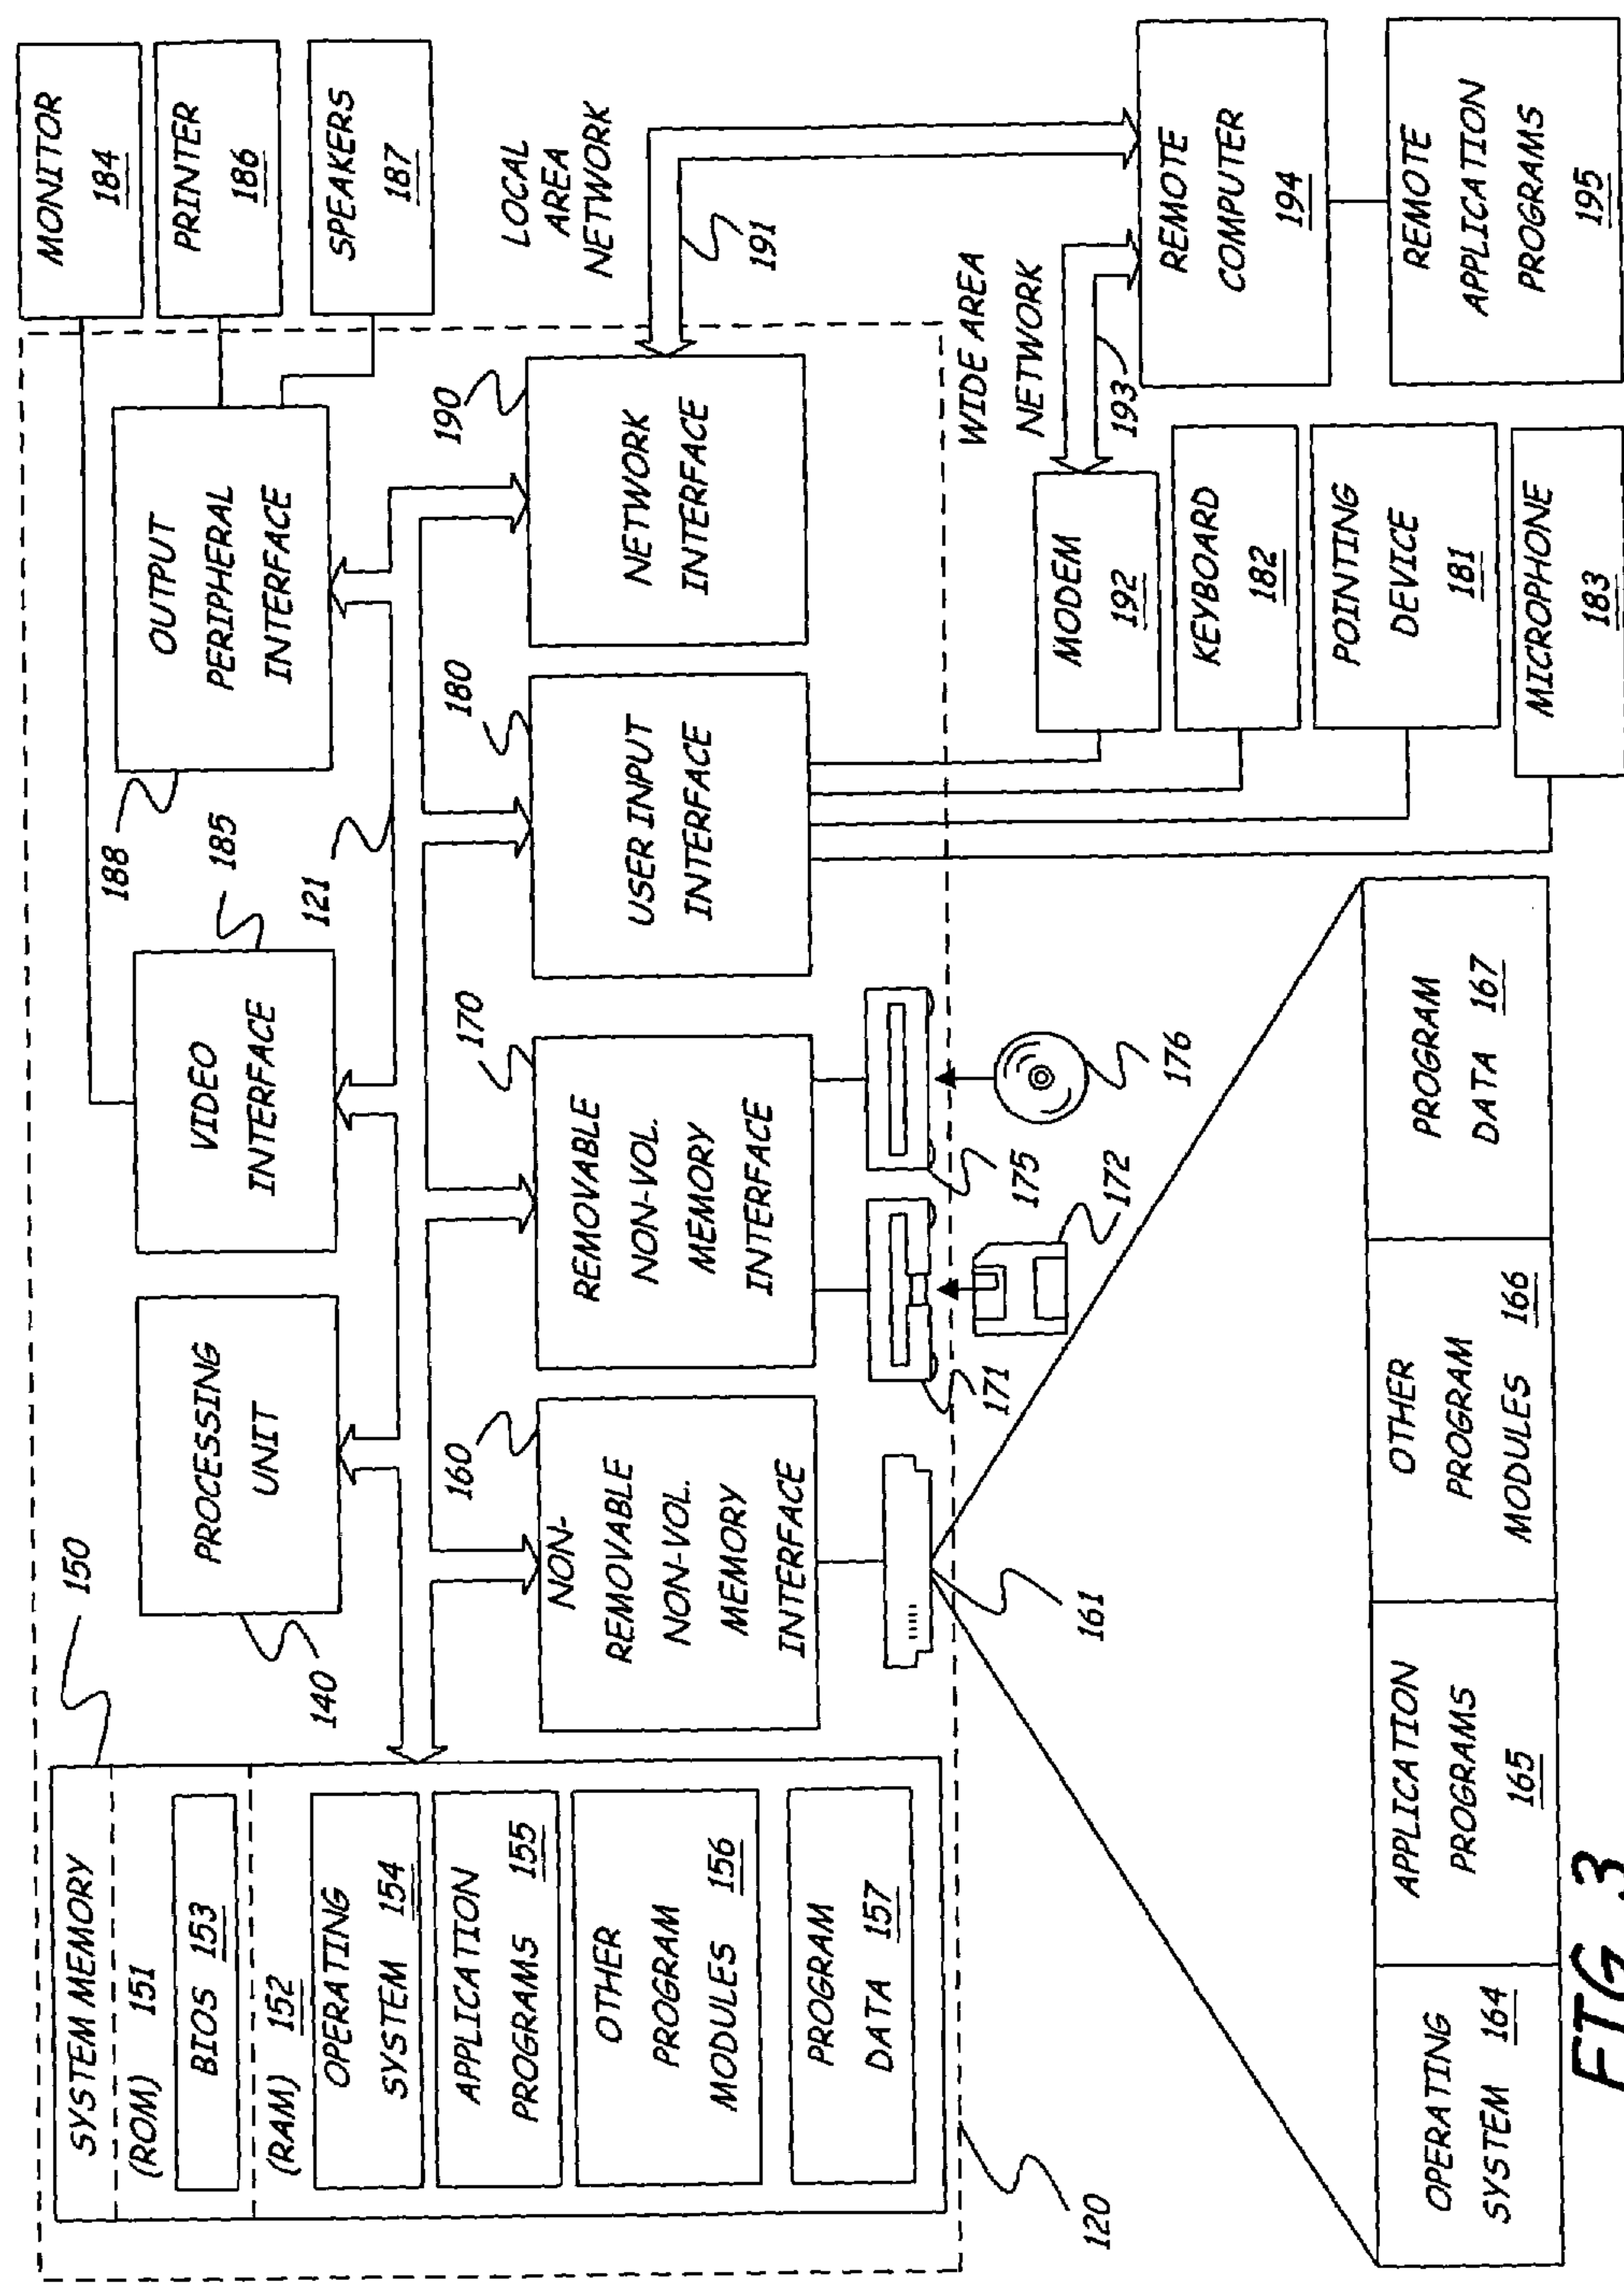 SYSTEM MEMORY
(ROM) 151
BIOS 153
(RAM) 152
OPERATING
SYSTEM 154
APPLICATION
PROGRAMS 155
OTHER
PROGRAM
MODULES 156
PROGRAM
DATA 157
150
PROCESSING
UNIT
140
VIDEO
INTERFACE
185
OUTPUT
PERIPHERAL
INTERFACE
188
121
MONITOR
184
PRINTER
186
SPEAKERS
187
160
NON-
REMOVABLE
NON-VOL.
MEMORY
INTERFACE
170
REMOVABLE
NON-VOL.
MEMORY
INTERFACE
180
USER INPUT
INTERFACE
190
NETWORK
INTERFACE
LOCAL
AREA
NETWORK
191
WIDE AREA
NETWORK
193
120
161
171
172
175
176
MODEM
192
KEYBOARD
182
POINTING
DEVICE
181
MICROPHONE
183
REMOTE
COMPUTER
194
REMOTE
APPLICATION
PROGRAMS
195
OPERATING
SYSTEM 164
APPLICATION
PROGRAMS
165
OTHER
PROGRAM
MODULES 166
PROGRAM
DATA 167
FIG 3